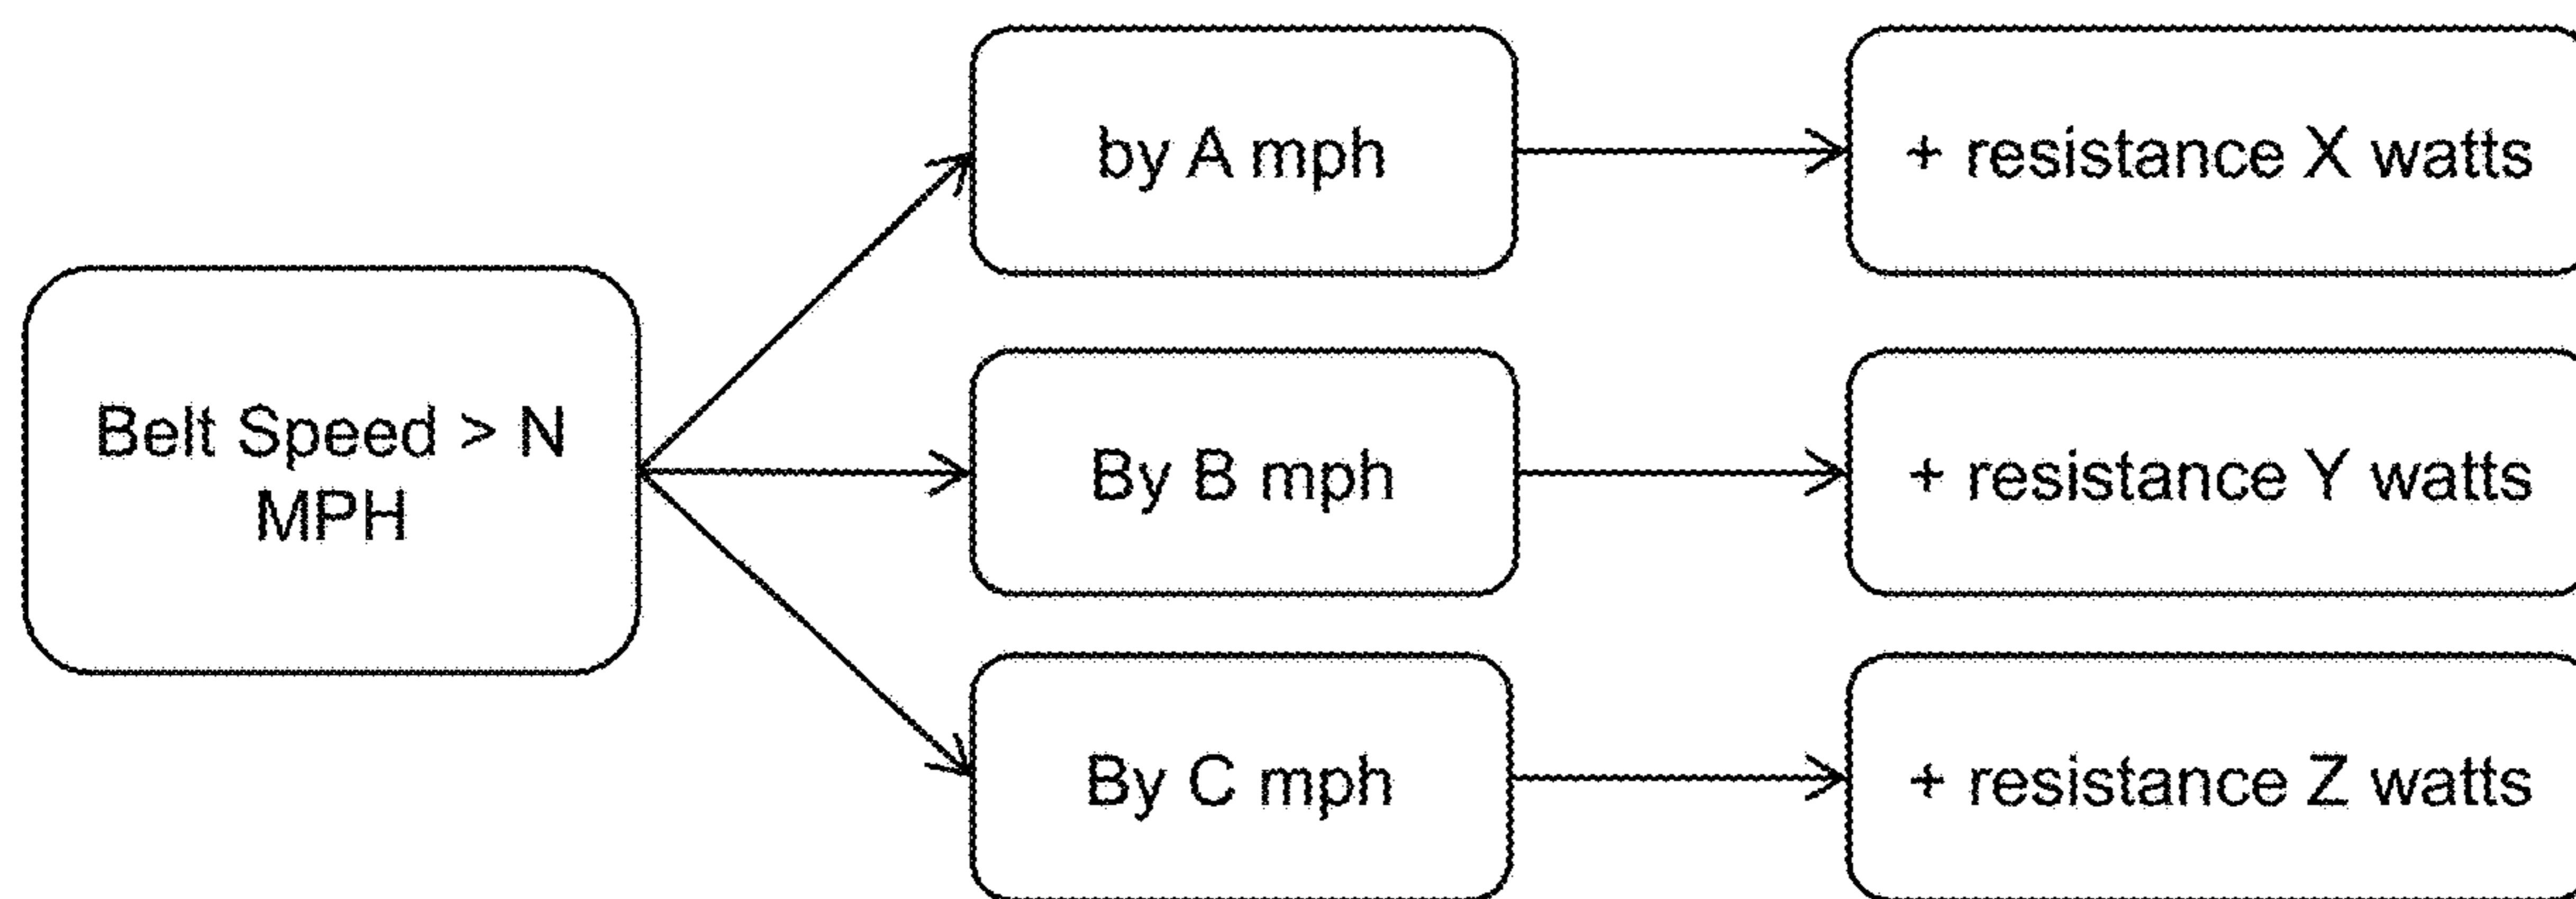 Belt Speed > N
MPH
by A mph
+ resistance X watts
By B mph
+ resistance Y watts
By C mph
+ resistance Z watts